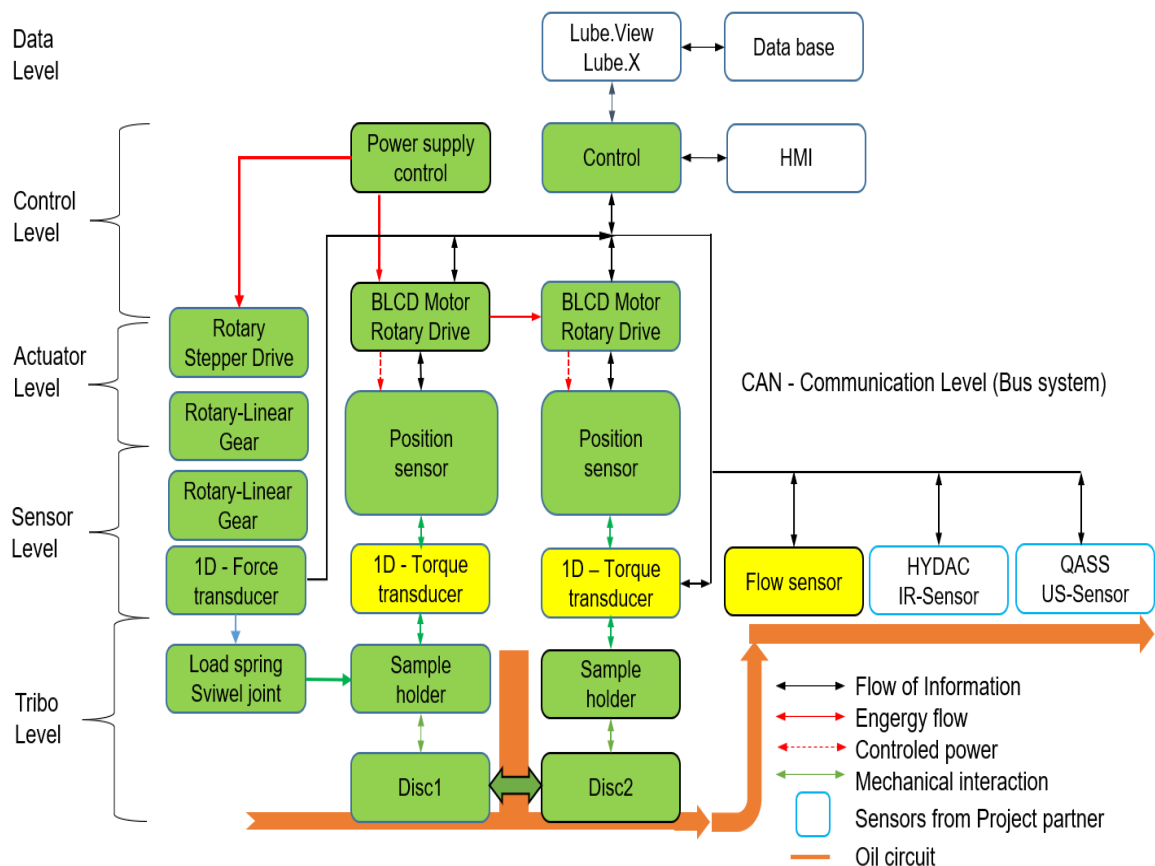 Data
Level
Lube.View
Lube.X
Data base
Control
Level
Power supply
control
Control
HMI
Actuator
Level
Rotary
Stepper Drive
BLCD Motor
Rotary Drive
BLCD Motor
Rotary Drive
CAN - Communication Level (Bus system)
Rotary-Linear
Gear
Position
sensor
Position
sensor
Sensor
Level
Rotary-Linear
Gear
1D - Force
transducer
1D - Torque
transducer
1D – Torque
transducer
Flow sensor
HYDAC
IR-Sensor
QASS
US-Sensor
Tribo
Level
Load spring
Sviwel joint
Sample
holder
Sample
holder
Disc1
Disc2
Flow of Information
Engergy flow
Controled power
Mechanical interaction
Sensors from Project partner
Oil circuit